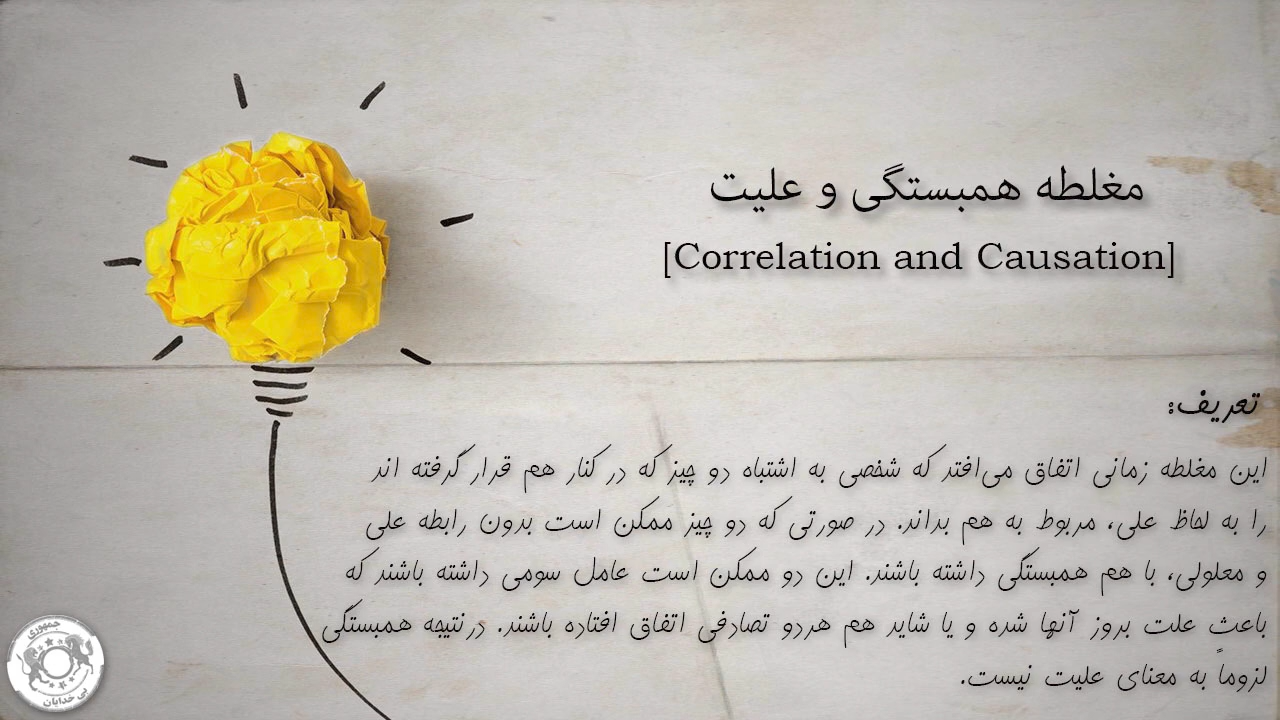 مغلطه همبستگی و علیت
[Correlation and Causation]
تعریف:
این مغلطه زمانی اتفاق می‌افتد که شخصی به اشتباه دو چیز که در کنار هم قرار گرفته اند
را به لحاظ علی، مربوط به هم بداند. در صورتی که دو چیز ممکن است بدون رابطه علی
و معلولی، با هم همبستگی داشته باشند. این دو ممکن است عامل سومی داشته باشند که
باعث علت بروز آنها شده و یا شاید هم هردو تصادفی اتفاق افتاده باشند. درنتیجه همبستگی
لزوماً به معنای علیت نیست.
جمهوری
بی خدایان